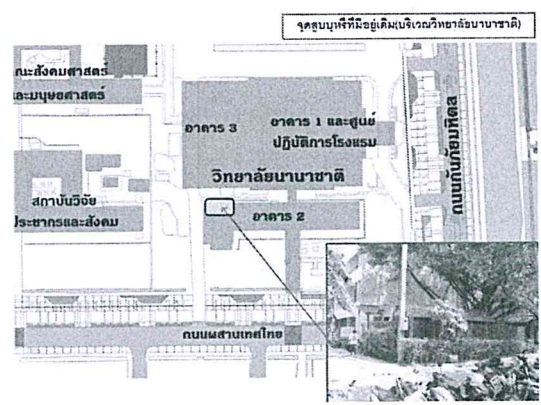 จุดสูบบุหรี่ที่มีอยู่เดิม(บริเวณวิทยาลัยนานาชาติ)
ณะสังคมศาสตร์
และมนุษยศาสตร์
อาคาร 3
อาคาร 1 และศูนย์
ปฏิบัติการโรงแรม
วิทยาลัยนานาชาติ
สถาบันวิจัย
ประชากรและสังคม
อาคาร 2
ถนนกันภัยมหิดล
ถนนผสานเทศไทย